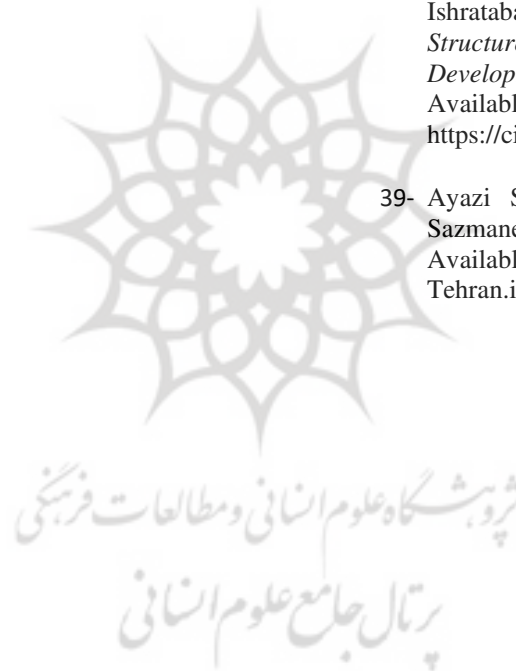 Ishrataba
Structure
Develop
Availabl
https://ci
39- Ayazi S
Sazmane
Availabl
Tehran.i
پژوهشگاه علوم انسانی و مطالعات فرهنگی
پرتال جامع علوم انسانی